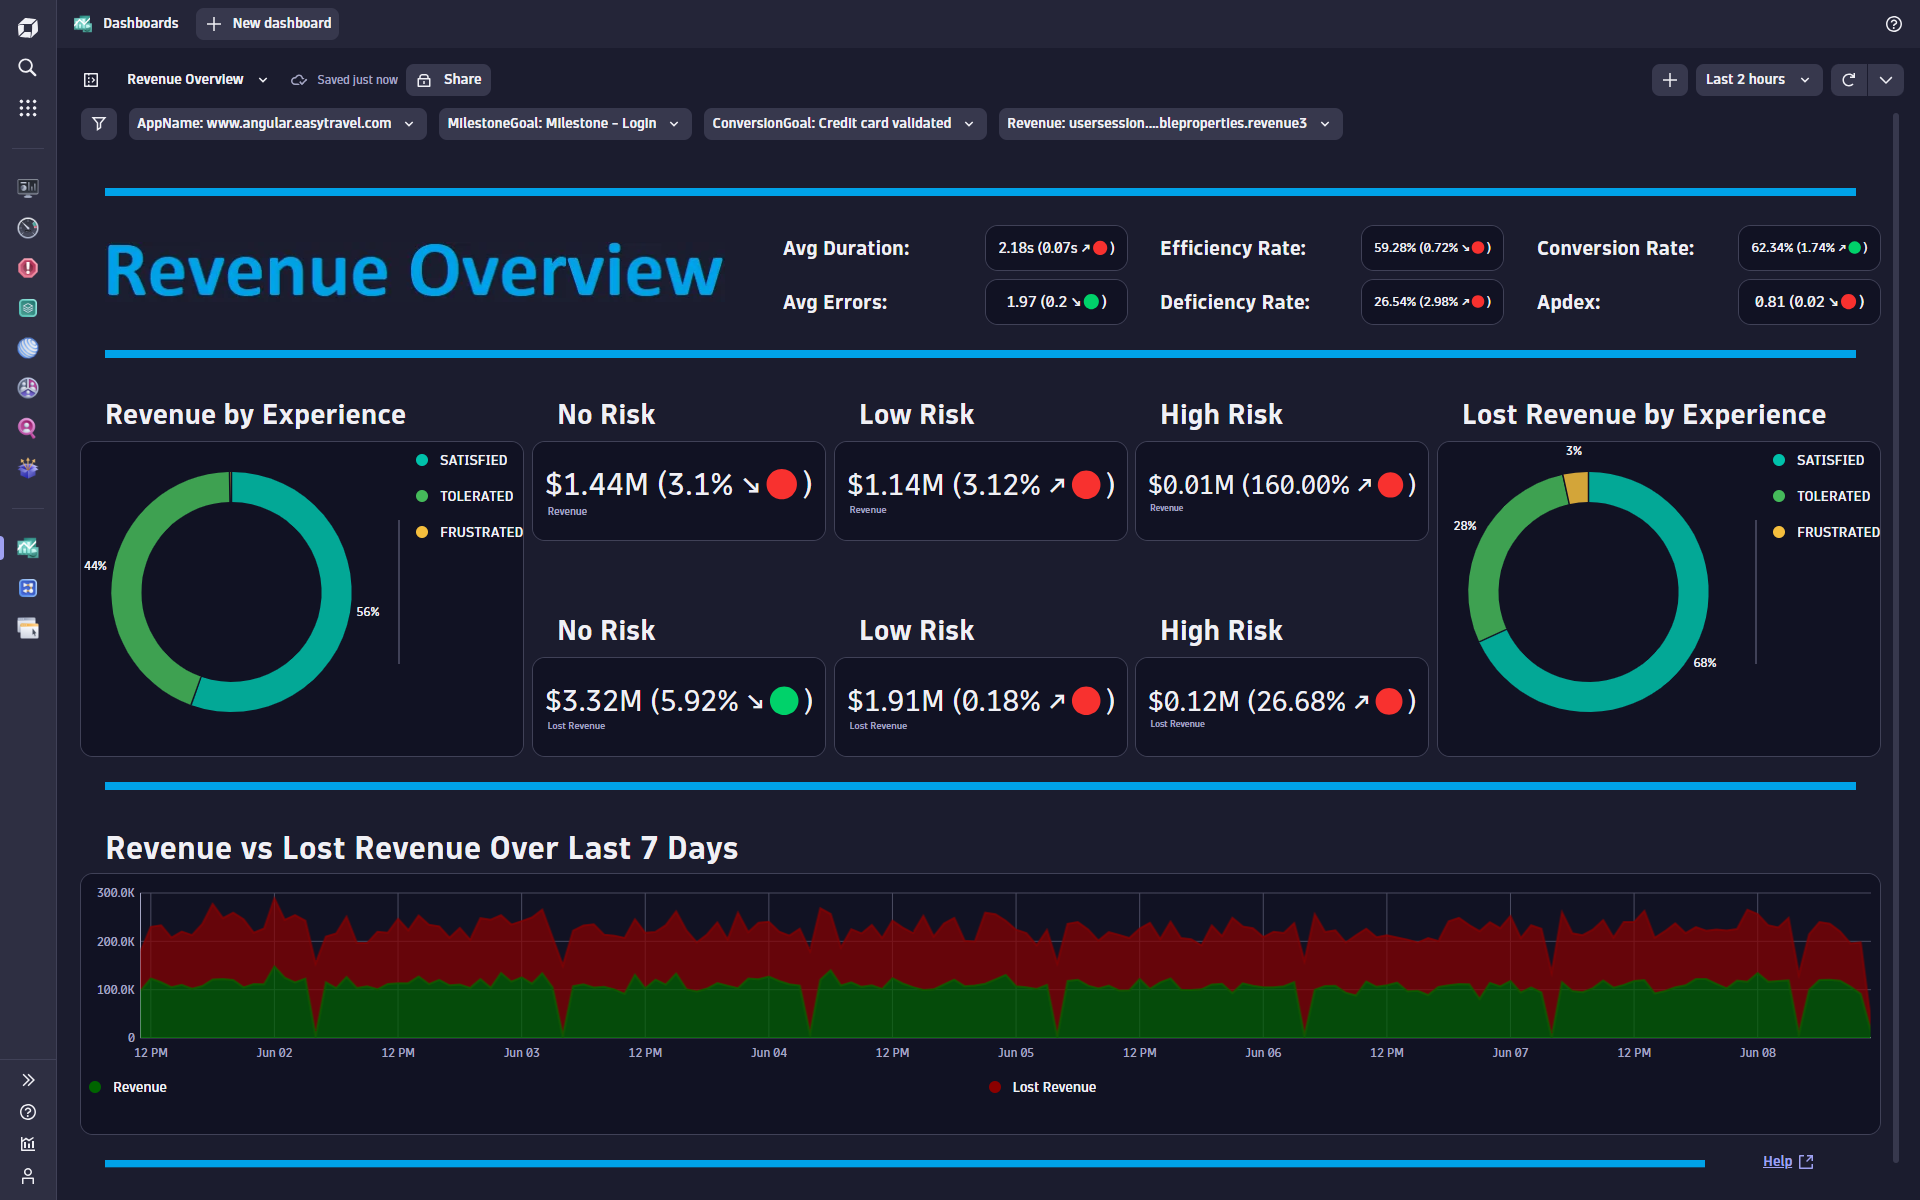 Dashboards
New dashboard
Revenue Overview
Saved just now
Share
Last 2 hours
AppName: www.angular.easytravel.com
MilestoneGoal: Milestone - Login
ConversionGoal: Credit card validated
Revenue: usersession....bleproperties.revenue3
Revenue Overview
Avg Duration:
2.18s (0.07s ↗ 🔴)
Efficiency Rate:
59.28% (0.72% ↘ 🔴)
Conversion Rate:
62.34% (1.74% ↗ 🟢)
Avg Errors:
1.97 (0.2 ↘ 🟢)
Deficiency Rate:
26.54% (2.98% ↗ 🔴)
Apdex:
0.81 (0.02 ↘ 🔴)
Revenue by Experience
No Risk
Low Risk
High Risk
Lost Revenue by Experience
SATISFIED
TOLERATED
FRUSTRATED
44%
56%
$1.44M (3.1% ↘ 🔴)
Revenue
$1.14M (3.12% ↗ 🔴)
Revenue
$0.01M (160.00% ↗ 🔴)
Revenue
3%
28%
68%
SATISFIED
TOLERATED
FRUSTRATED
No Risk
Low Risk
High Risk
$3.32M (5.92% ↘ 🟢)
Lost Revenue
$1.91M (0.18% ↗ 🔴)
Lost Revenue
$0.12M (26.68% ↗ 🔴)
Lost Revenue
Revenue vs Lost Revenue Over Last 7 Days
300.0K
200.0K
100.0K
0
12 PM
Jun 02
12 PM
Jun 03
12 PM
Jun 04
12 PM
Jun 05
12 PM
Jun 06
12 PM
Jun 07
12 PM
Jun 08
Revenue
Lost Revenue
Help